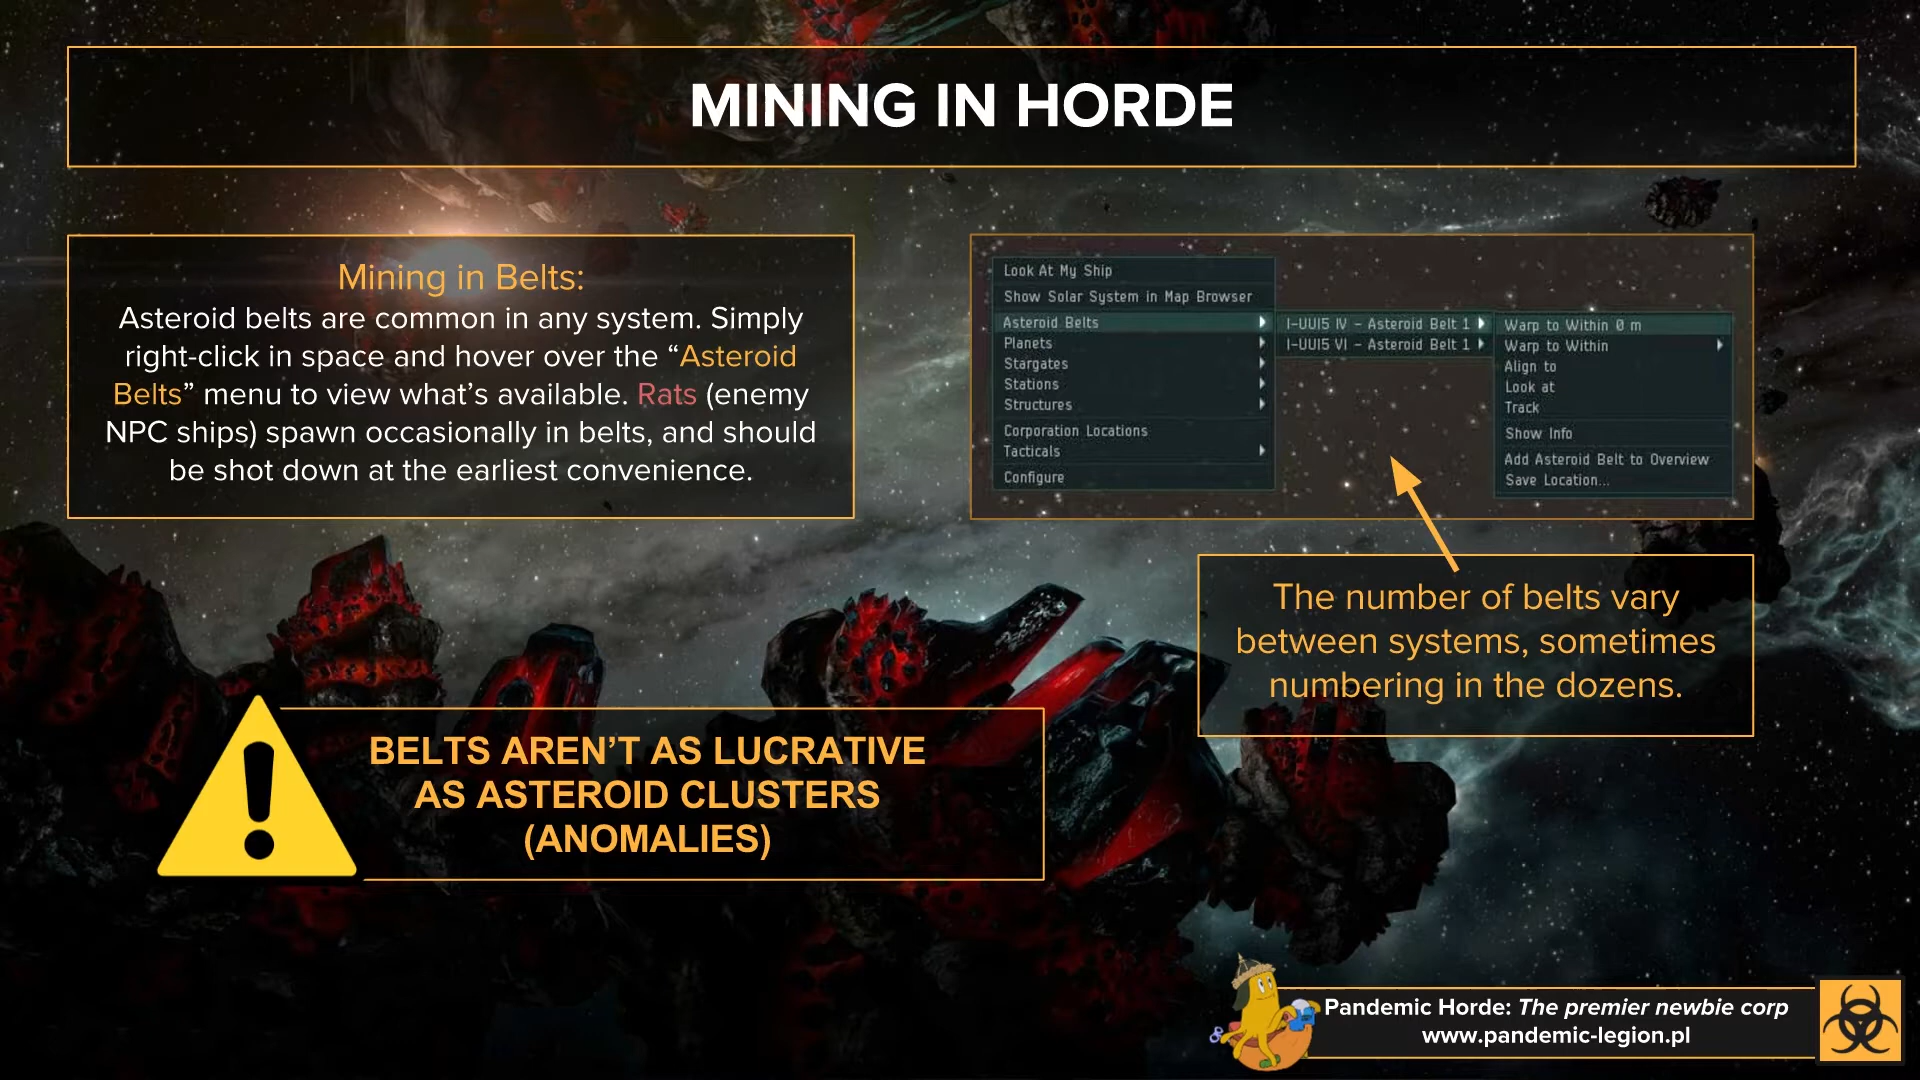 MINING IN HORDE
Mining in Belts:
Asteroid belts are common in any system. Simply
right-click in space and hover over the “Asteroid
Belts” menu to view what’s available. Rats (enemy
NPC ships) spawn occasionally in belts, and should
be shot down at the earliest convenience.
Look At My Ship
Show Solar System in Map Browser
Asteroid Belts
Planets
Stargates
Stations
Structures
Corporation Locations
Tacticals
Configure
I-UUI5 IV - Asteroid Belt 1
I-UUI5 VI - Asteroid Belt 1
Warp to Within 0 m
Warp to Within
Align to
Look at
Track
Show Info
Add Asteroid Belt to Overview
Save Location...
The number of belts vary
between systems, sometimes
numbering in the dozens.
BELTS AREN’T AS LUCRATIVE
AS ASTEROID CLUSTERS
(ANOMALIES)
Pandemic Horde: The premier newbie corp
www.pandemic-legion.pl